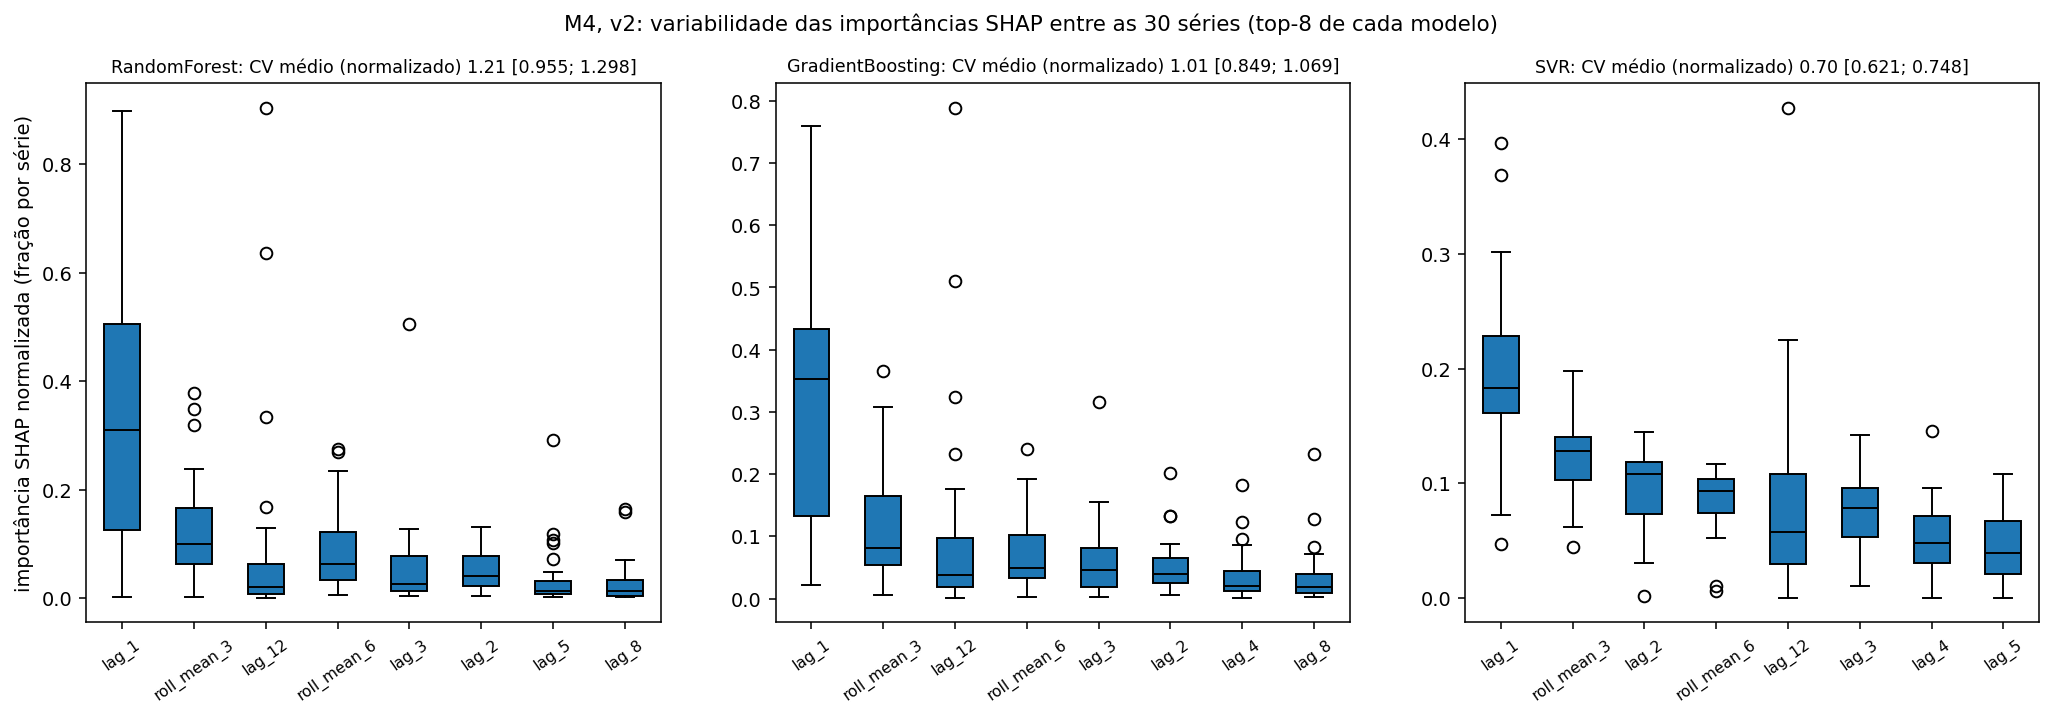 M4, v2: variabilidade das importâncias SHAP entre as 30 séries (top-8 de cada modelo)
RandomForest: CV médio (normalizado) 1.21 [0.955; 1.298]
GradientBoosting: CV médio (normalizado) 1.01 [0.849; 1.069]
SVR: CV médio (normalizado) 0.70 [0.621; 0.748]
importância SHAP normalizada (fração por série)
0.8
0.6
0.4
0.2
0.0
lag_1
roll_mean_3
lag_12
roll_mean_6
lag_3
lag_2
lag_5
lag_8
0.8
0.7
0.6
0.5
0.4
0.3
0.2
0.1
0.0
lag_1
roll_mean_3
lag_12
roll_mean_6
lag_3
lag_2
lag_4
lag_8
0.4
0.3
0.2
0.1
0.0
lag_1
roll_mean_3
lag_2
roll_mean_6
lag_12
lag_3
lag_4
lag_5